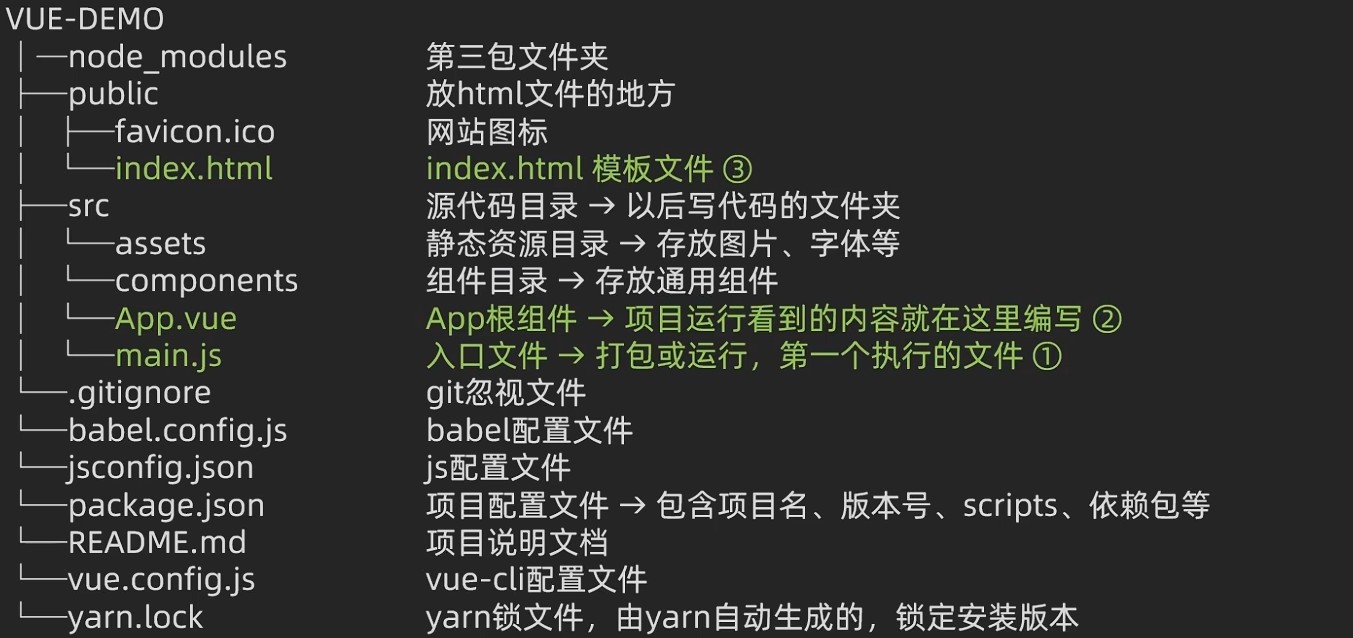 VUE-DEMO
│─node_modules 第三包文件夹
├──public 放html文件的地方
│ ├──favicon.ico 网站图标
│ └──index.html index.html 模板文件 ③
├──src 源代码目录 → 以后写代码的文件夹
│ └──assets 静态资源目录 → 存放图片、字体等
│ └──components 组件目录 → 存放通用组件
│ └──App.vue App根组件 → 项目运行看到的内容就在这里编写 ②
│ └──main.js 入口文件 → 打包或运行，第一个执行的文件 ①
└──.gitignore git忽视文件
└──babel.config.js babel配置文件
└──jsconfig.json js配置文件
└──package.json 项目配置文件 → 包含项目名、版本号、scripts、依赖包等
└──README.md 项目说明文档
└──vue.config.js vue-cli配置文件
└──yarn.lock yarn锁文件，由yarn自动生成的，锁定安装版本